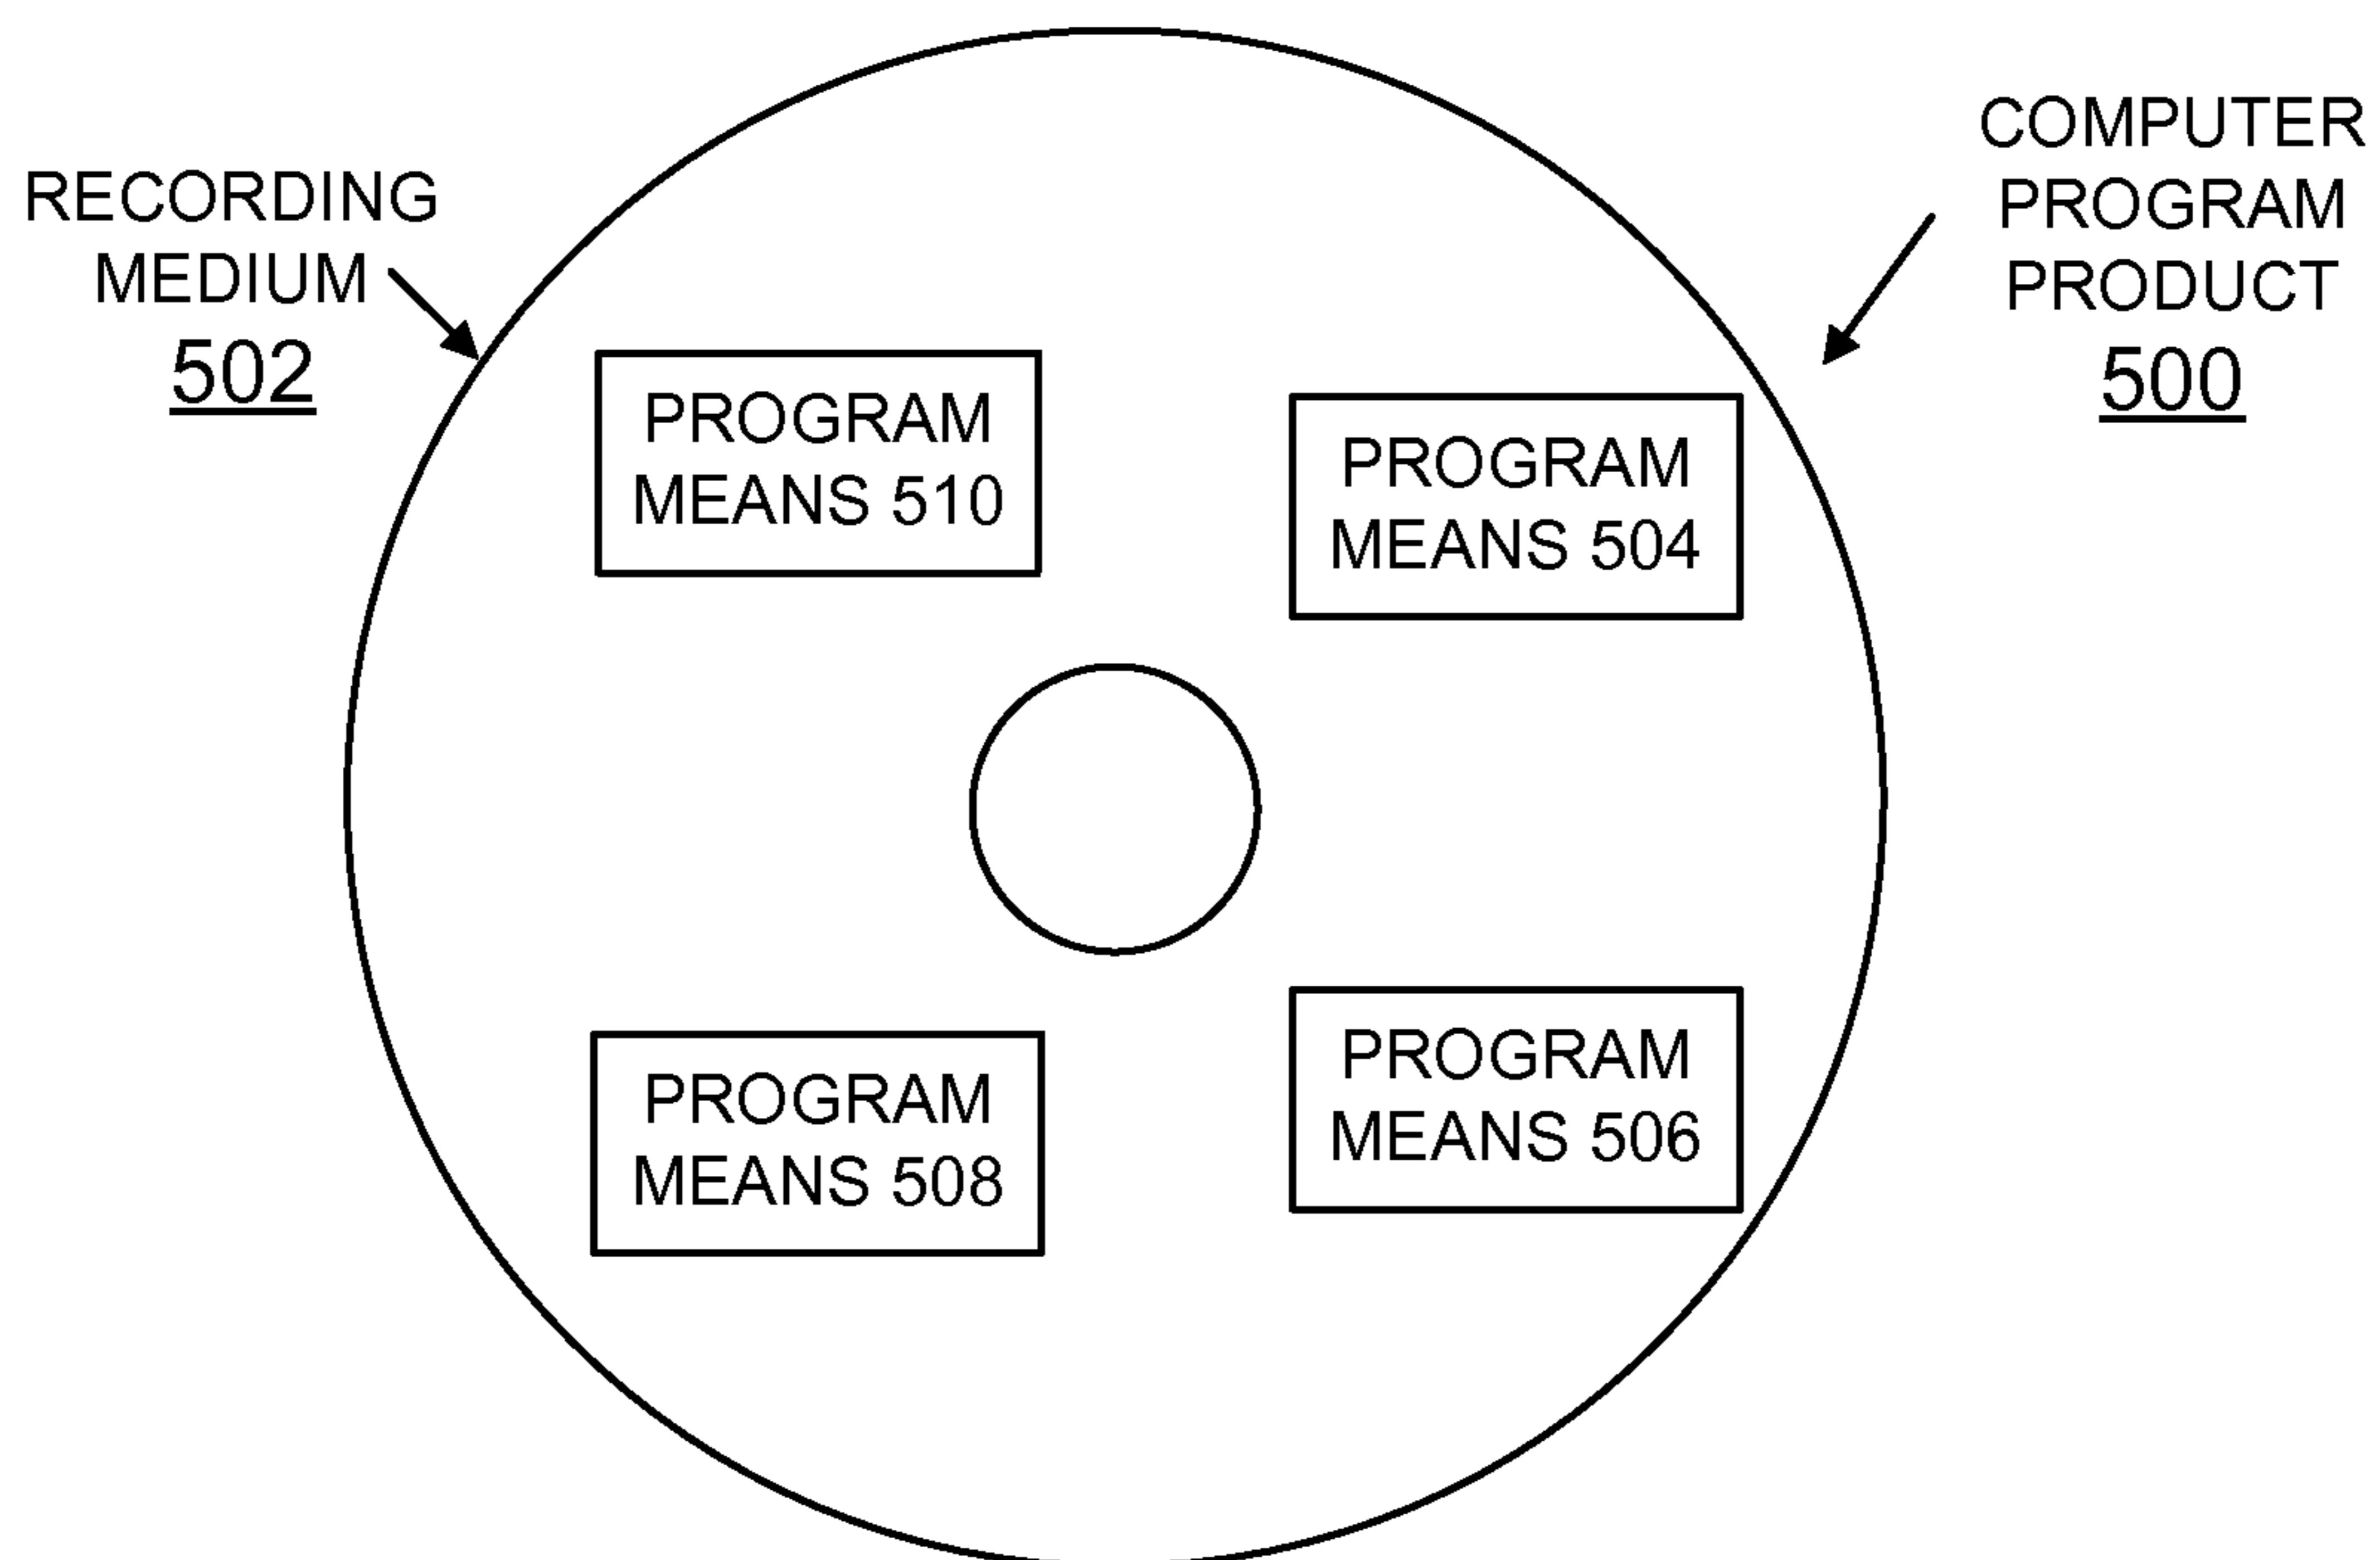 RECORDING
MEDIUM
502
COMPUTER
PROGRAM
PRODUCT
500
PROGRAM
MEANS 510
PROGRAM
MEANS 504
PROGRAM
MEANS 508
PROGRAM
MEANS 506